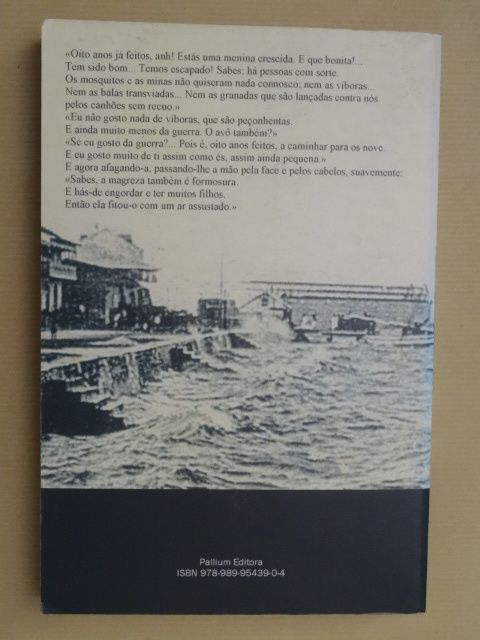 «Oito anos já feitos, anh! Estás uma menina crescida. E que bonita!...
Tem sido bom... Temos escapado! Sabes: há pessoas com sorte.
Os mosquitos e as minas não quiseram nada connosco; nem as víboras...
Nem as balas transviadas... Nem as granadas que são lançadas contra nós
pelos canhões sem recuo.»
«Eu não gosto nada de víboras, que são peçonhentas.
E ainda muito menos da guerra. O avô também?»
«Se eu gosto da guerra?... Pois é, oito anos feitos, a caminhar para os nove.
E eu gosto muito de ti assim como és, assim ainda pequena.»
E agora afagando-a, passando-lhe a mão pela face e pelos cabelos, suavemente:
«Sabes, a magreza também é formosura.
E hás-de engordar e ter muitos filhos.
Então ela fitou-o com um ar assustado.»
Pallium Editora
ISBN 978-989-95439-0-4